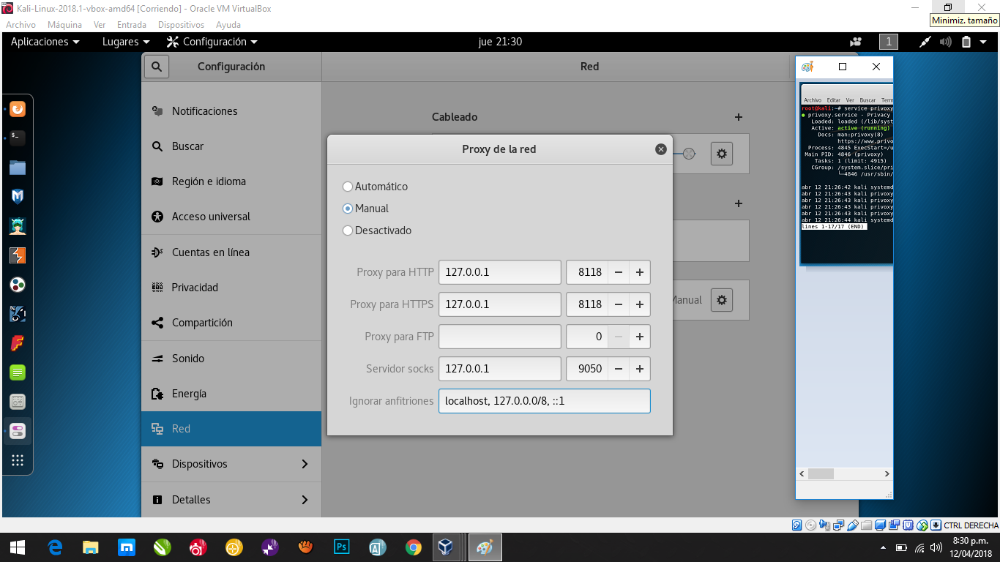 Kali-Linux-2018.1-vbox-amd64 [Corriendo] - Oracle VM VirtualBox
Minimiz. tamaño
Archivo Máquina Ver Entrada Dispositivos Ayuda
Aplicaciones Lugares Configuración jue 21:30 1
Configuración
Red
Notificaciones
Buscar
Región e idioma
Acceso universal
Cuentas en línea
Privacidad
Compartición
Sonido
Energía
Red
Dispositivos
Detalles
Cableado
Manual
Proxy de la red
Automático
Manual
Desactivado
Proxy para HTTP 127.0.0.1 8118
Proxy para HTTPS 127.0.0.1 8118
Proxy para FTP 0
Servidor socks 127.0.0.1 9050
Ignorar anfitriones localhost, 127.0.0.0/8, ::1
Archivo Editar Ver Buscar Term
root@kali:~# service privoxy
● privoxy.service - Privacy
Loaded: loaded (/lib/syst
Active: active (running)
Docs: man:privoxy(8)
https://www.privo
Process: 4845 ExecStart=/u
Main PID: 4846 (privoxy)
Tasks: 1 (limit: 4915)
CGroup: /system.slice/pri
└─4846 /usr/sbin/
abr 12 21:26:42 kali systemd
abr 12 21:26:43 kali privoxy
abr 12 21:26:43 kali privoxy
abr 12 21:26:43 kali privoxy
abr 12 21:26:43 kali privoxy
abr 12 21:26:44 kali systemd
lines 1-17/17 (END)
CTRL DERECHA
Ps
8:30 p.m.
12/04/2018